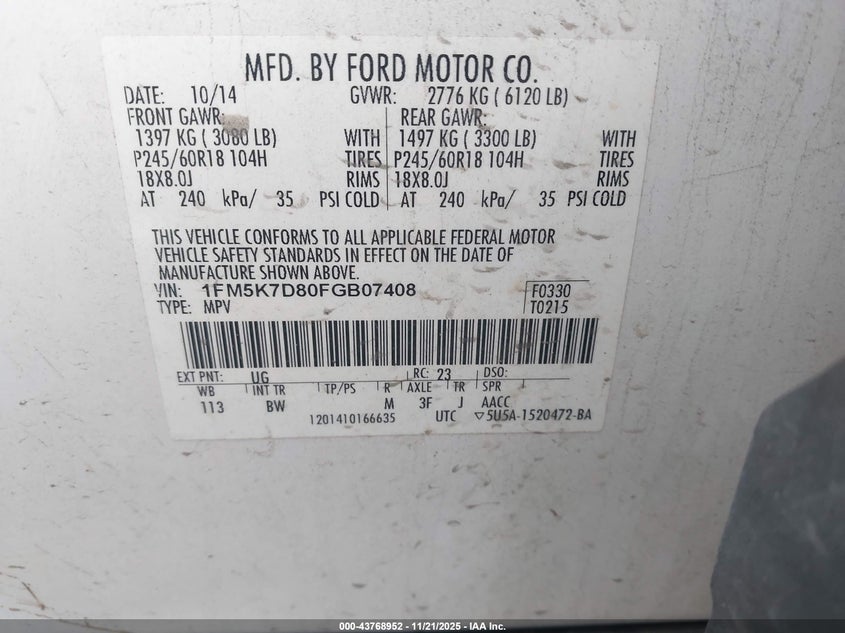 MFD. BY FORD MOTOR CO.
DATE: 10/14 GVWR: 2776 KG ( 6120 LB)
FRONT GAWR: REAR GAWR:
1397 KG ( 3080 LB) WITH 1497 KG ( 3300 LB) WITH
P245/60R18 104H TIRES P245/60R18 104H TIRES
18X8.0J RIMS 18X8.0J RIMS
AT 240 kPa/ 35 PSI COLD AT 240 kPa/ 35 PSI COLD
THIS VEHICLE CONFORMS TO ALL APPLICABLE FEDERAL MOTOR
VEHICLE SAFETY STANDARDS IN EFFECT ON THE DATE OF
MANUFACTURE SHOWN ABOVE.
VIN: 1FM5K7D80FGB07408 F0330
TYPE: MPV T0215
EXT PNT: UG RC: 23 DSO:
WB INT TR TP/PS R AXLE TR SPR
113 BW M 3F J AACC
1201410166635 UTC ▽5U5A-1520472-BA
000-43768952 - 11/21/2025 - IAA Inc.